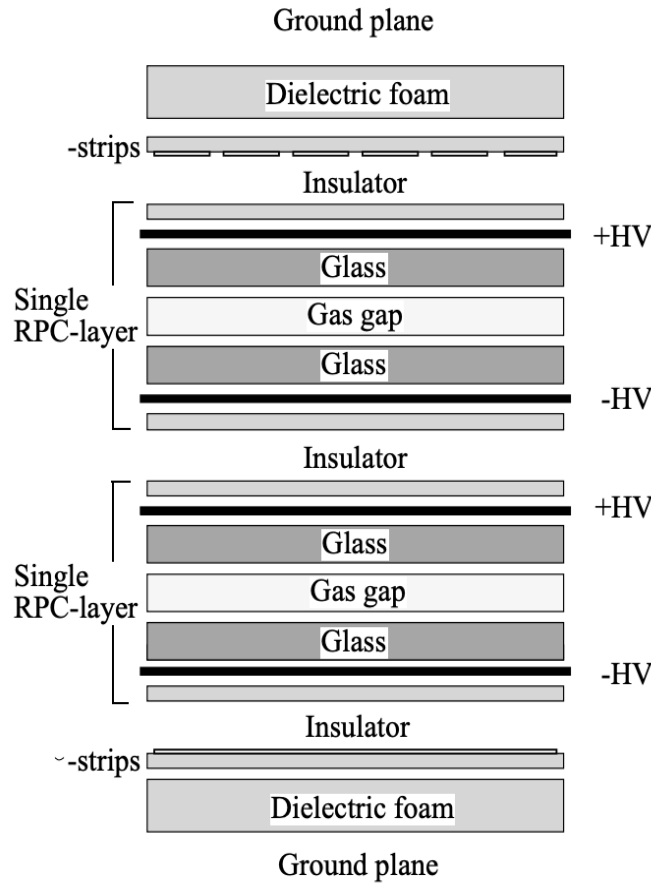 Ground plane
Dielectric foam
-strips
Insulator
+HV
Glass
Single
RPC-layer
Gas gap
Glass
-HV
Insulator
+HV
Glass
Single
RPC-layer
Gas gap
Glass
-HV
Insulator
-strips
Dielectric foam
Ground plane